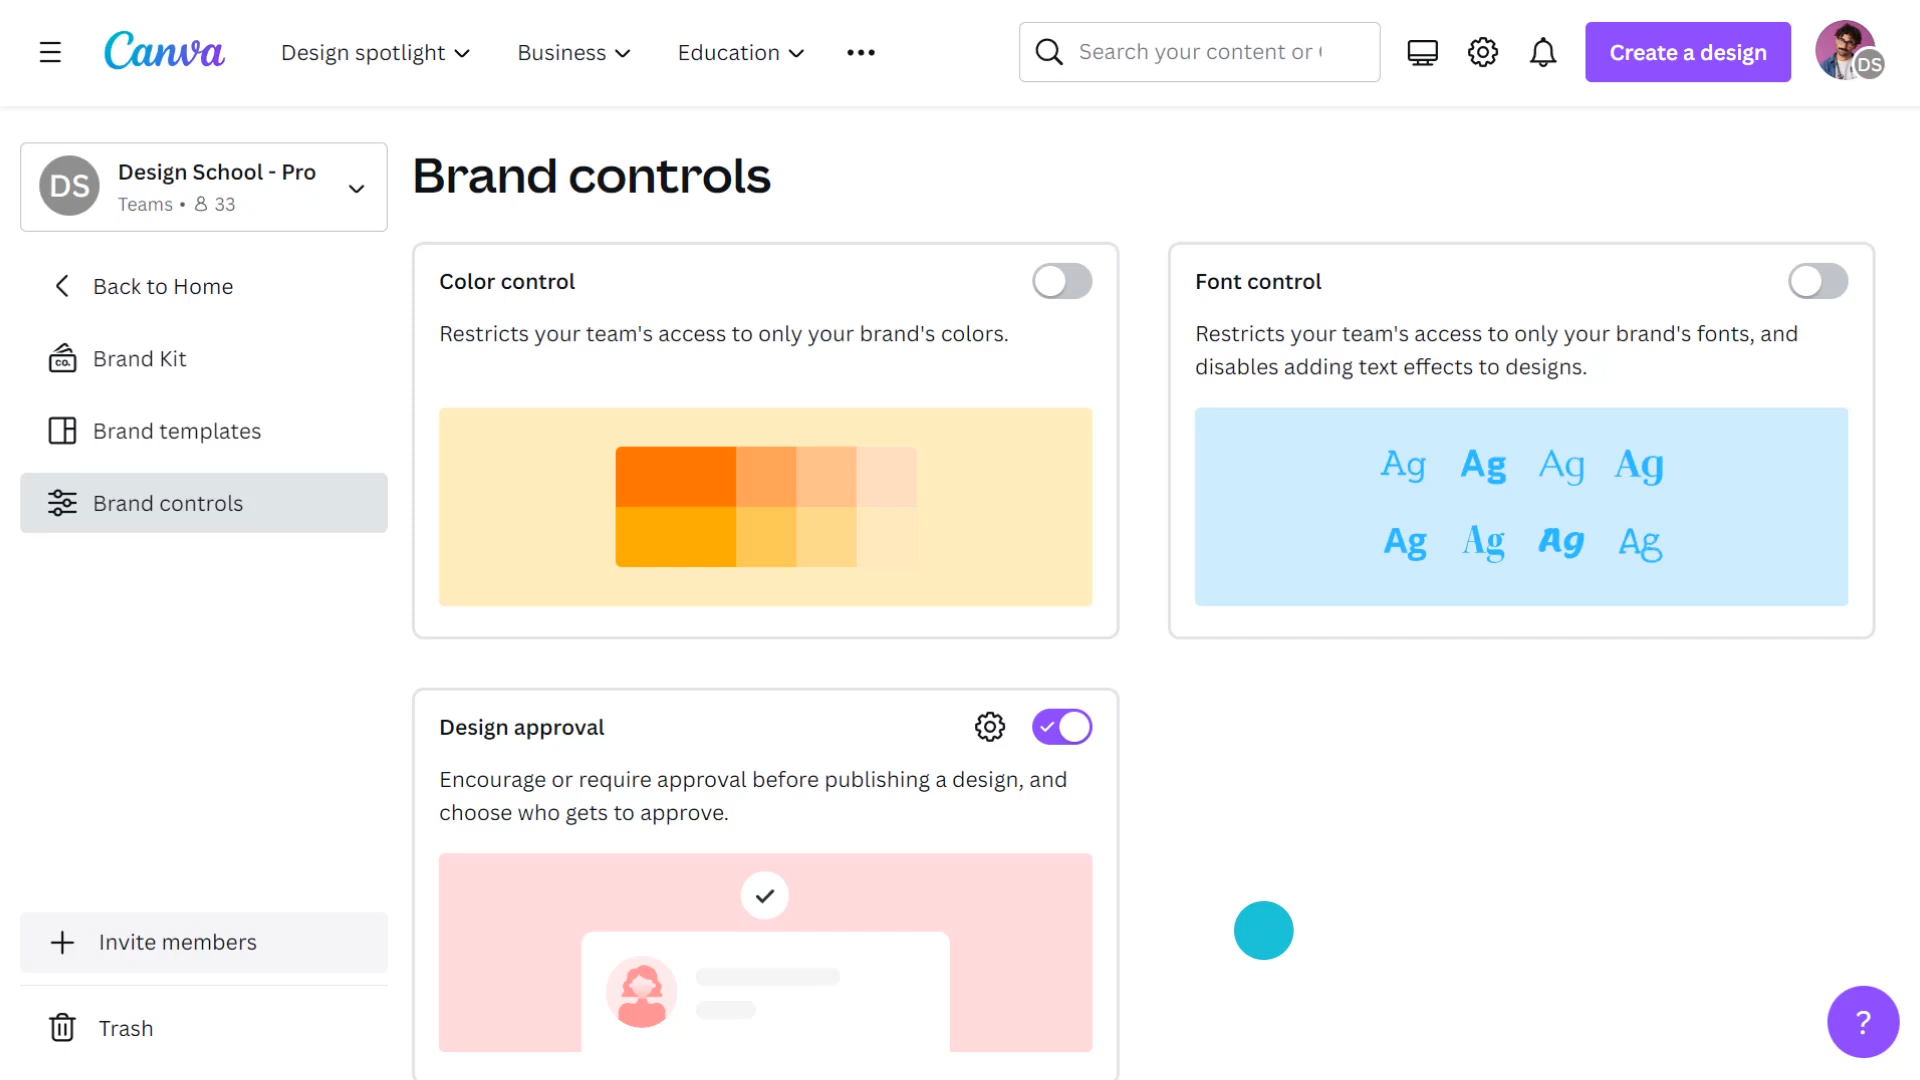 Canva
Design spotlight
Business
Education
Search your content or
Create a design
DS
DS
Design School - Pro
Teams • 33
Back to Home
CO.
Brand Kit
Brand templates
Brand controls
Invite members
Trash
Brand controls
Color control
Restricts your team's access to only your brand's colors.
Font control
Restricts your team's access to only your brand's fonts, and
disables adding text effects to designs.
Ag Ag Ag Ag
Ag Ag Ag Ag
Design approval
Encourage or require approval before publishing a design, and
choose who gets to approve.
?